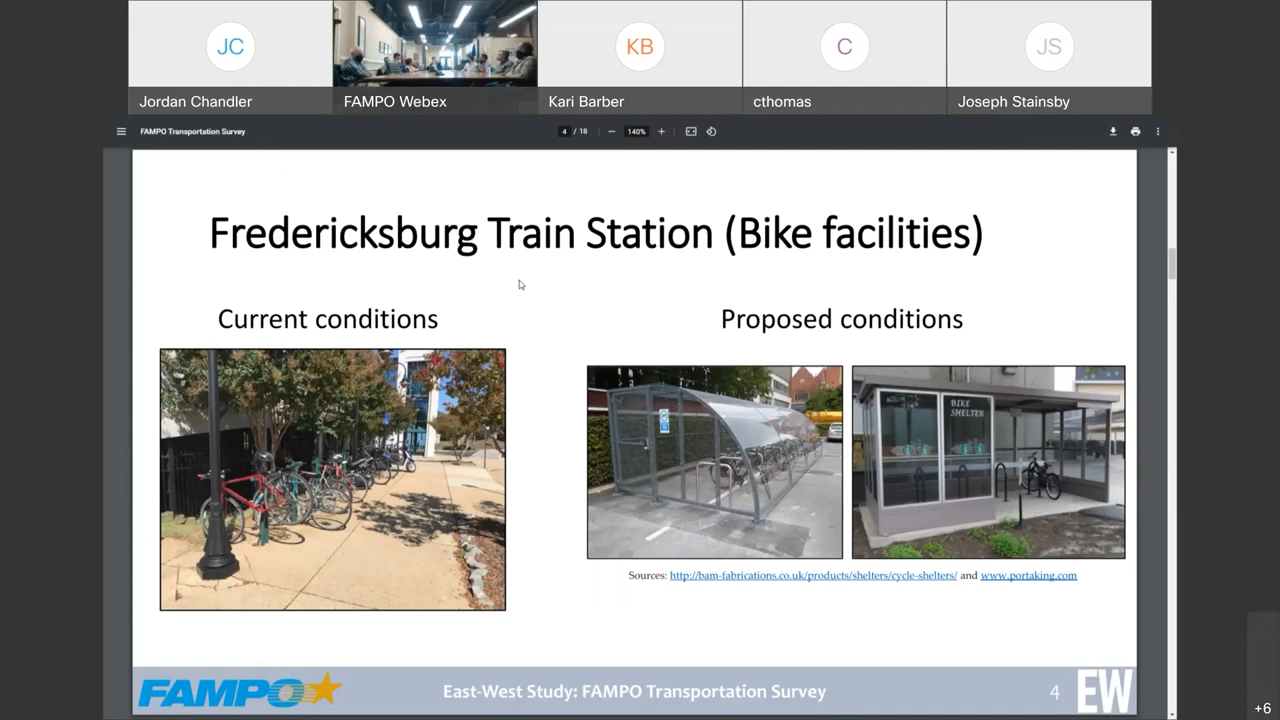 JC
KB
C
JS
Jordan Chandler
FAMPO Webex
Kari Barber
cthomas
Joseph Stainsby
FAMPO Transportation Survey
4 / 18
140%
Fredericksburg Train Station (Bike facilities)
Current conditions
Proposed conditions
BIKE
SHELTER
Sources: http://bam-fabrications.co.uk/products/shelters/cycle-shelters/ and www.portaking.com
FAMPO
East-West Study: FAMPO Transportation Survey
4
EW
+6